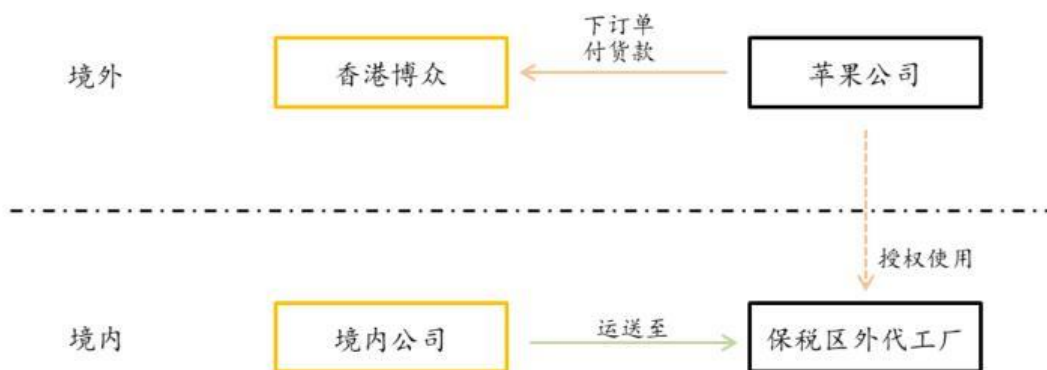 下订单
付货款
境外
香港博众
苹果公司
授权使用
境内
境内公司
运送至
保税区外代工厂